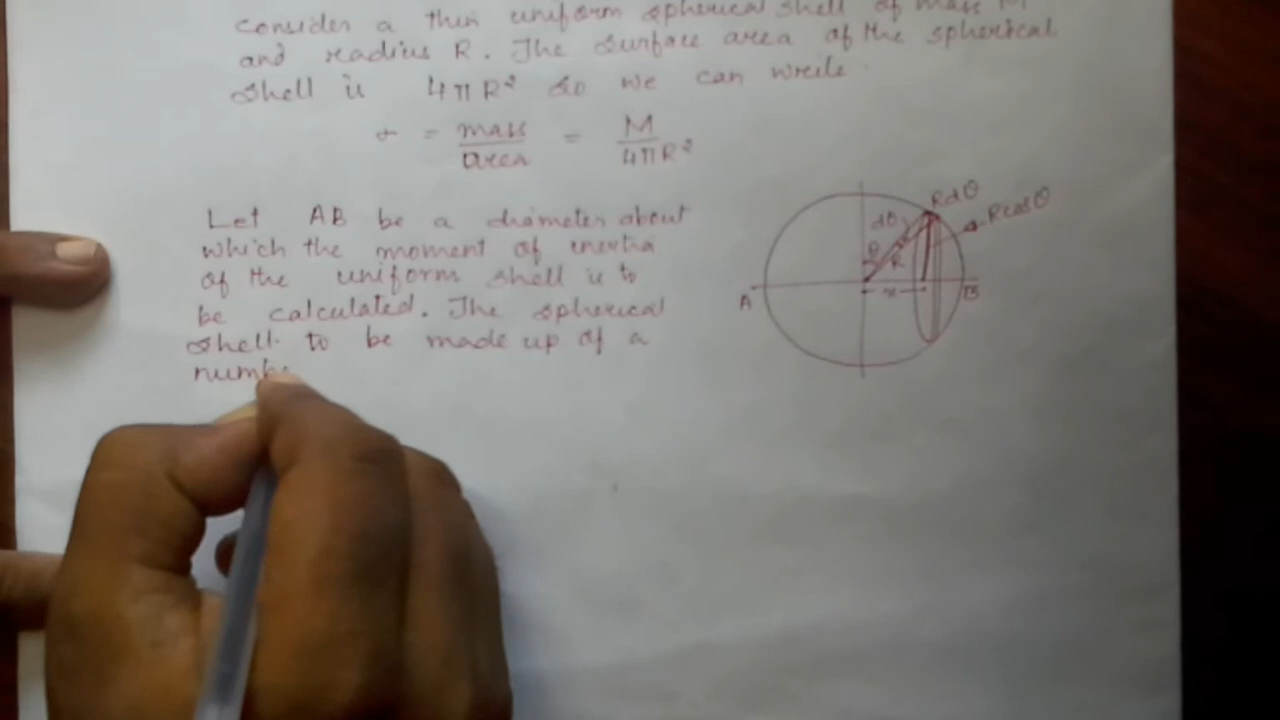 consider a thin uniform spherical shell of mass M
and radius R. The surface area of the spherical
shell is 4πR² so we can write
σ = mass/area = M/4πR²
Let AB be a diameter about
which the moment of inertia
of the uniform shell is to
be calculated. The spherical
shell to be made up of a
numbe
Rdθ
dθ
Rcosθ
θ
R
A
x
B